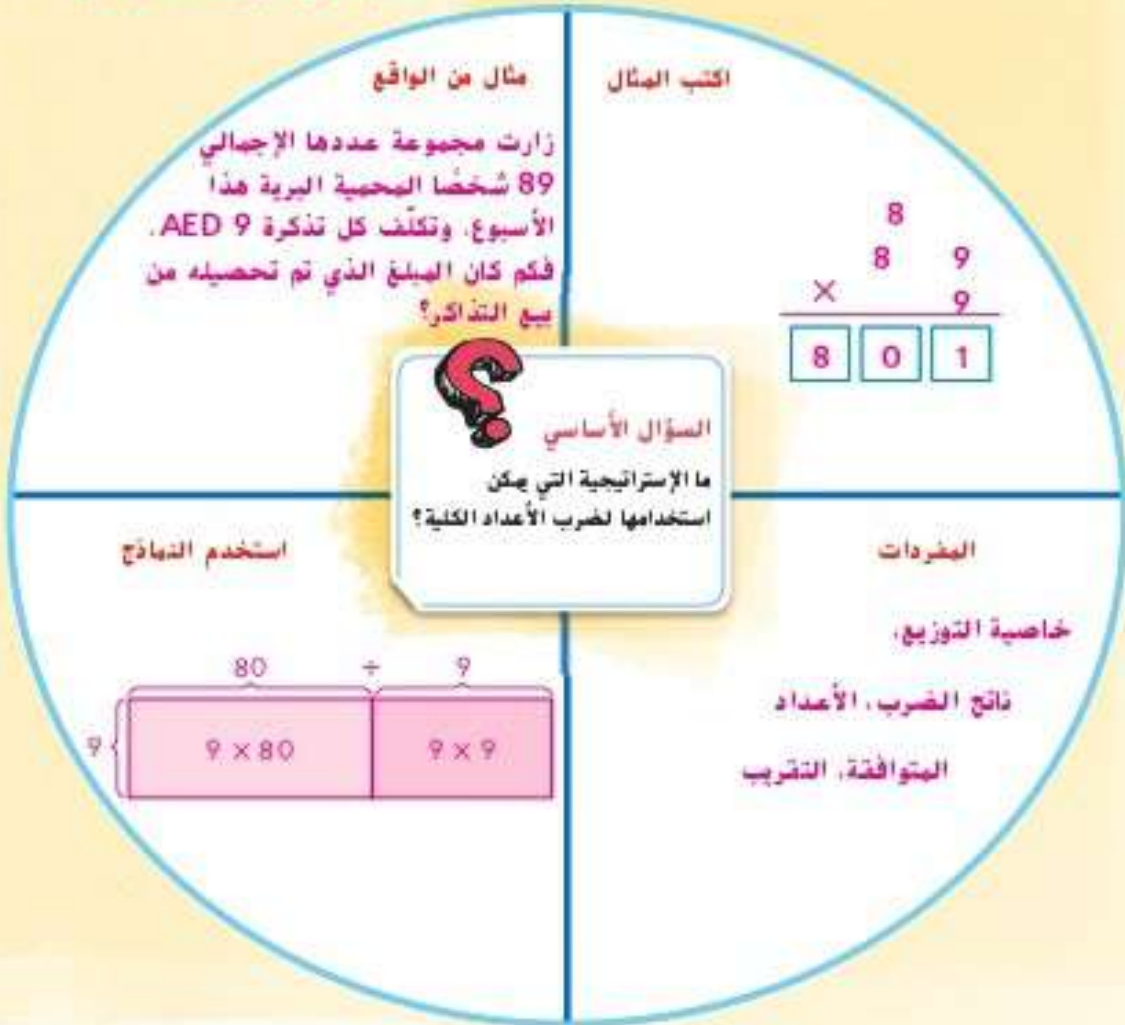 اكتب المثال
8
8 9
× 9
8 0 1
مثال من الواقع
زارت مجموعة عددها الإجمالي
89 شخصًا المحمية البرية هذا
الأسبوع. وتكلّف كل تذكرة AED 9.
فكم كان المبلغ الذي تم تحصيله من
بيع التذاكر؟
السؤال الأساسي
ما الإستراتيجية التي يمكن
استخدامها لضرب الأعداد الكلية؟
المفردات
خاصية التوزيع،
ناتج الضرب، الأعداد
المتوافقة، التقريب
استخدم النماذج
80 ÷ 9
9 9 × 80 9 × 9